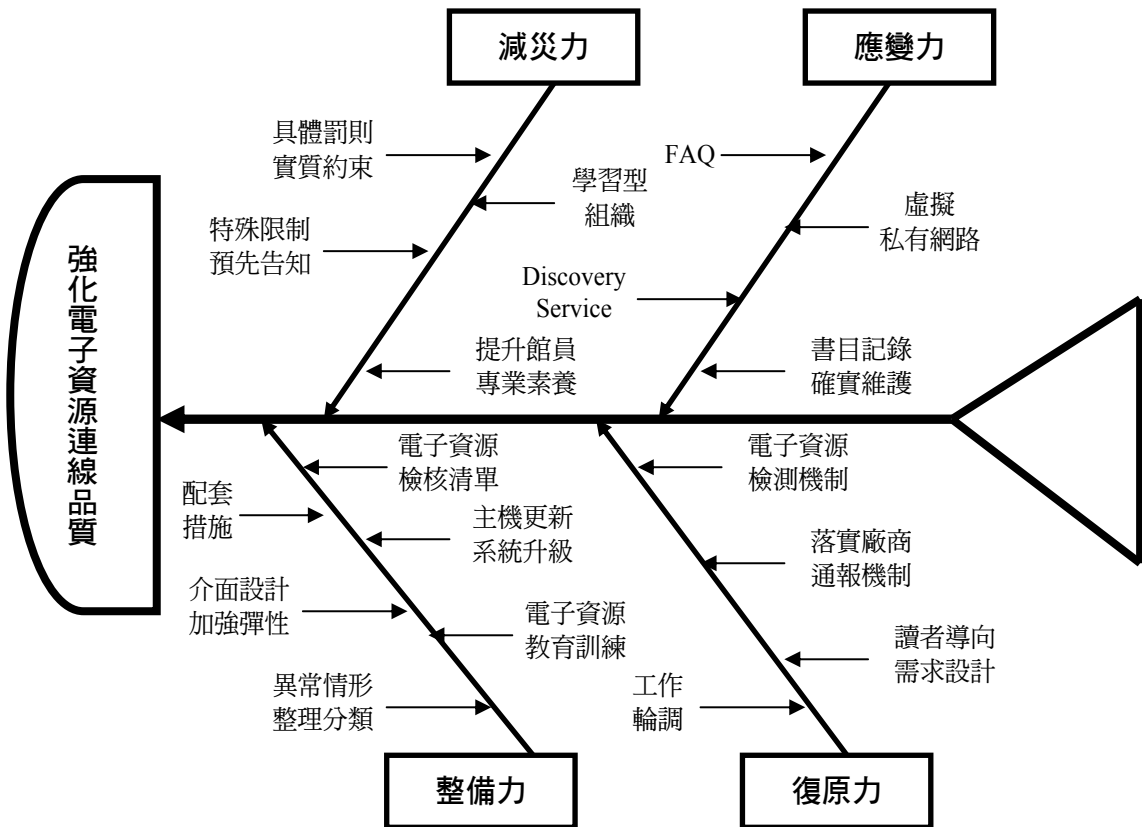 減災力
應變力
具體罰則
實質約束
學習型
組織
特殊限制
預先告知
提升館員
專業素養
FAQ
虛擬
私有網路
Discovery
Service
書目記錄
確實維護
強化電子資源連線品質
電子資源
檢核清單
配套
措施
主機更新
系統升級
介面設計
加強彈性
電子資源
教育訓練
異常情形
整理分類
電子資源
檢測機制
落實廠商
通報機制
讀者導向
需求設計
工作
輪調
整備力
復原力